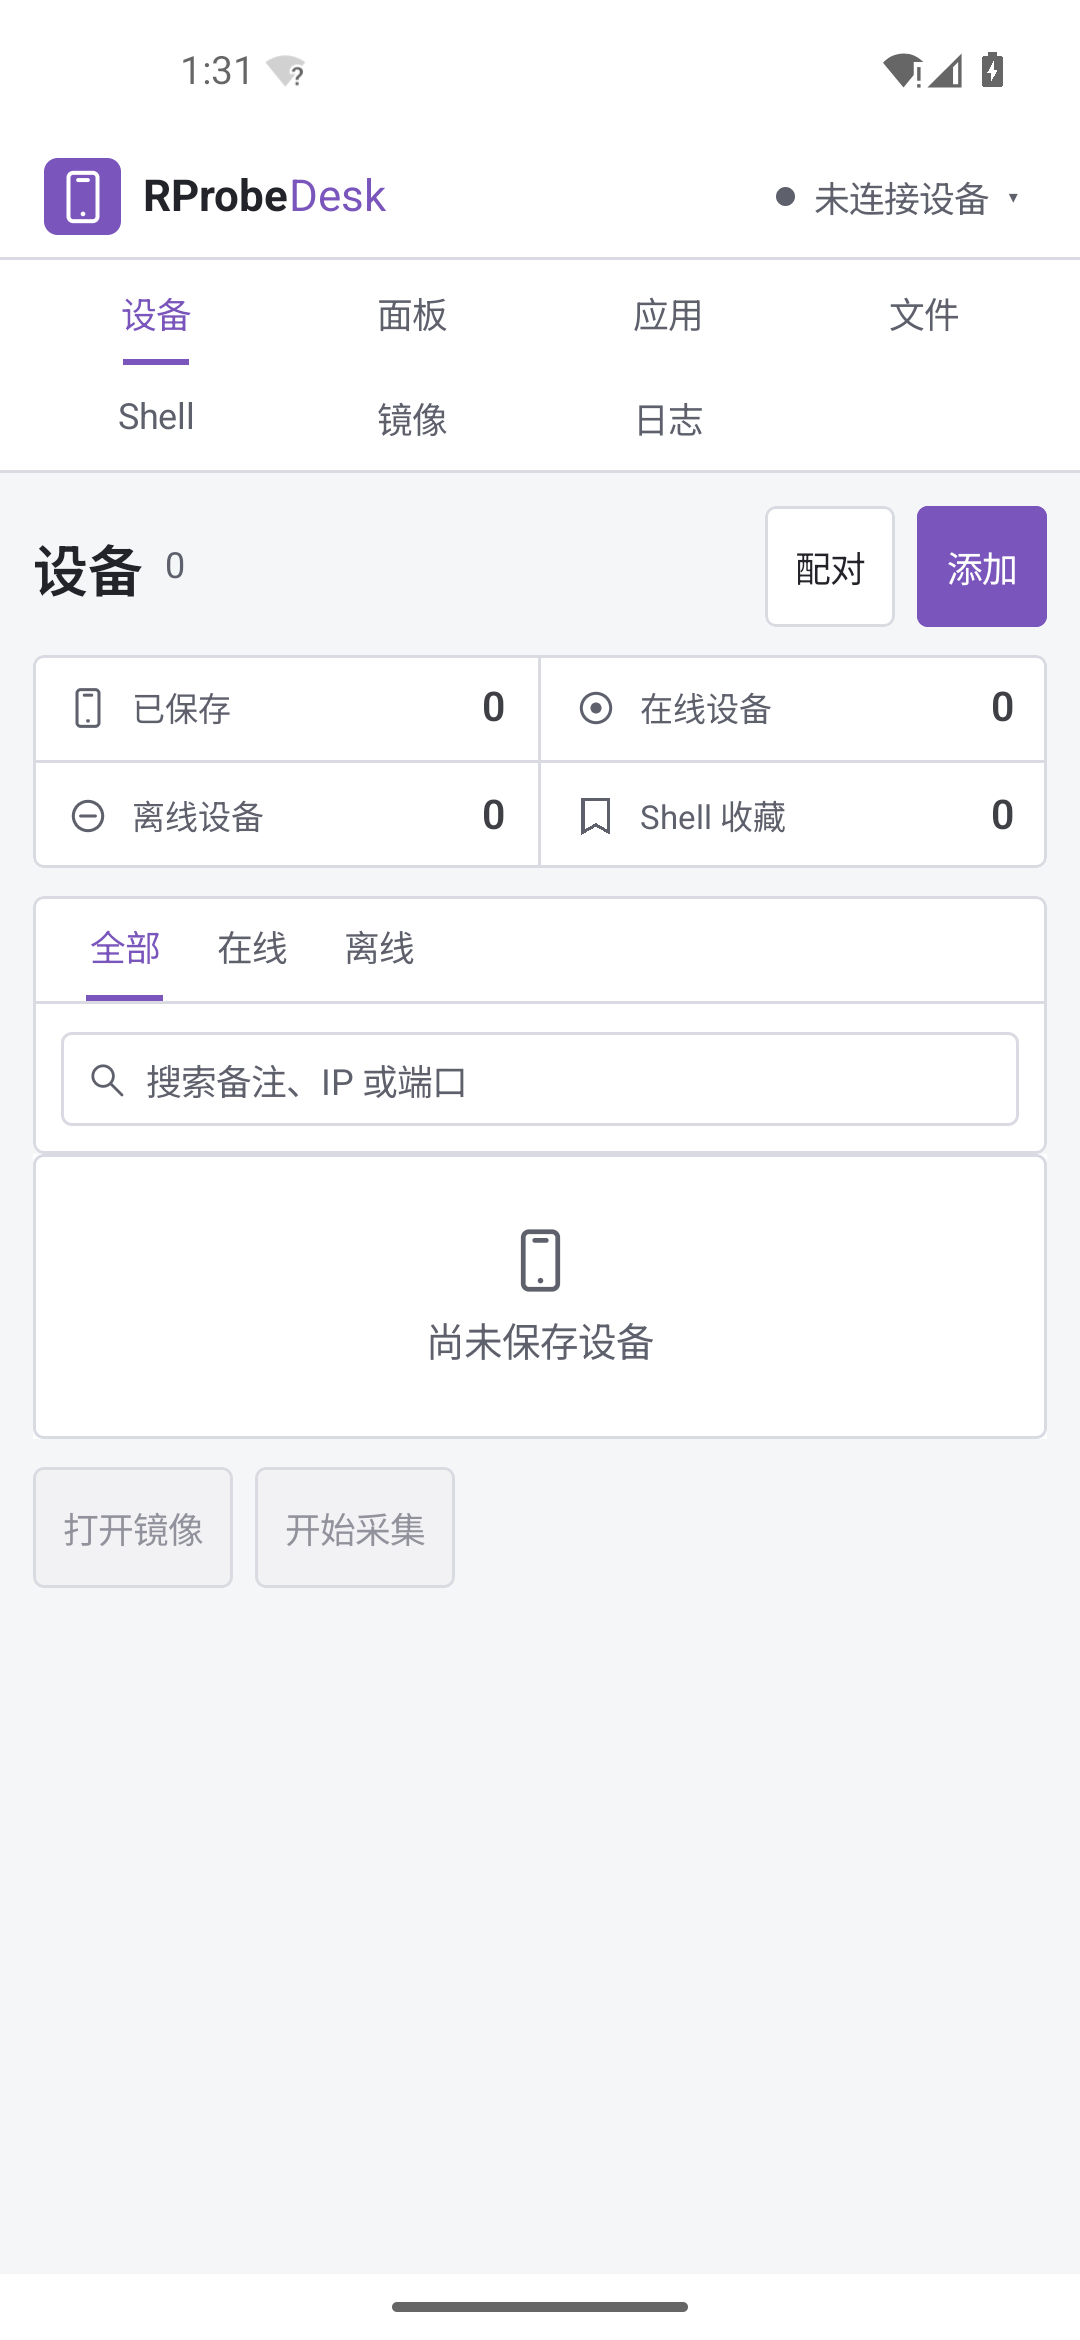 1:31
RProbeDesk
未连接设备
设备 面板 应用 文件
Shell 镜像 日志
设备 0
配对 添加
已保存 0 在线设备 0
离线设备 0 Shell 收藏 0
全部 在线 离线
搜索备注、IP 或端口
尚未保存设备
打开镜像 开始采集